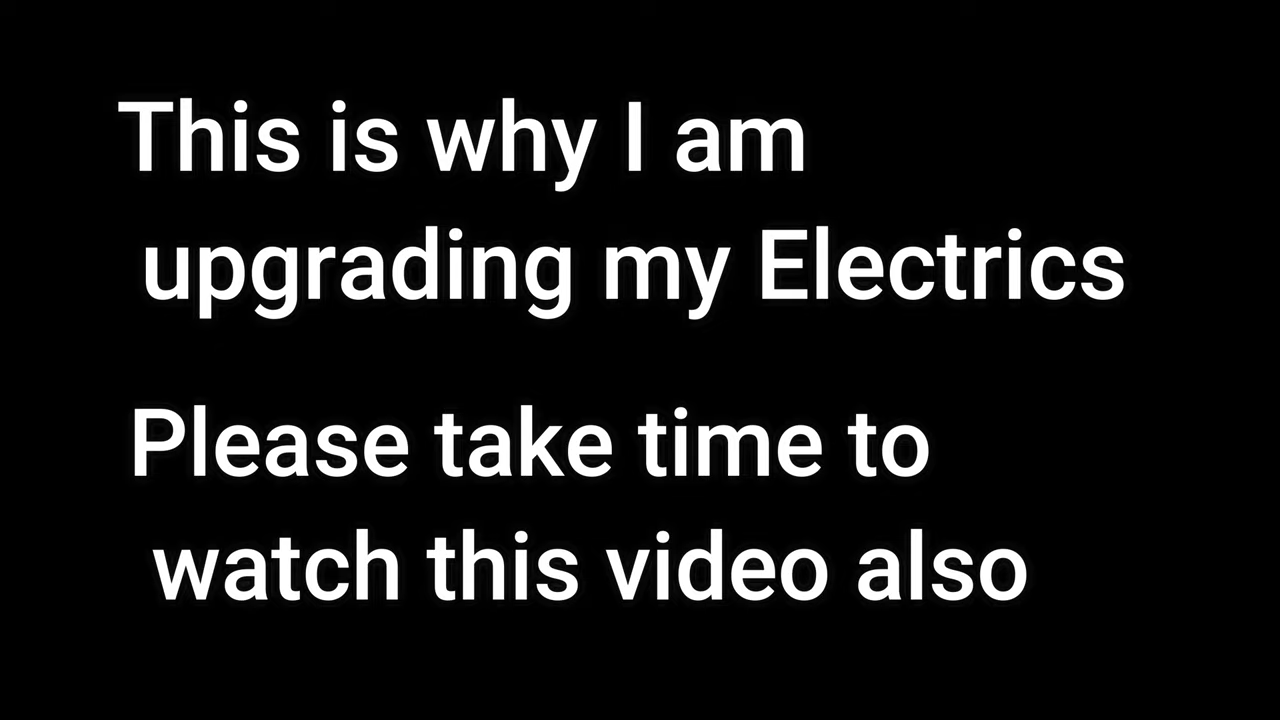 This is why I am
upgrading my Electrics
Please take time to
watch this video also